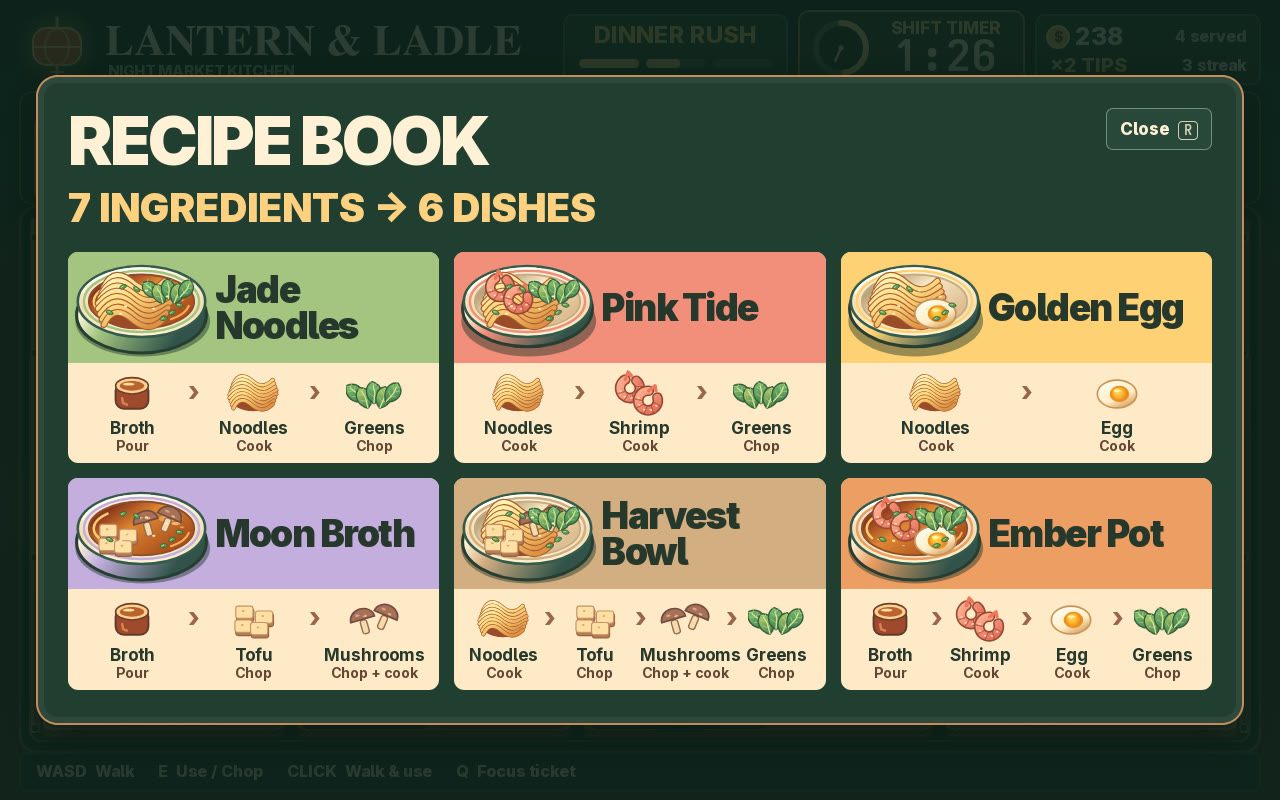 LANTERN & LADLE
NIGHT MARKET KITCHEN
DINNER RUSH
SHIFT TIMER
1:26
$ 238
4 served
×2 TIPS
3 streak
RECIPE BOOK
Close R
7 INGREDIENTS → 6 DISHES
Jade
Noodles
Pink Tide
Golden Egg
Broth › Noodles › Greens
Pour Cook Chop
Noodles › Shrimp › Greens
Cook Cook Chop
Noodles › Egg
Cook Cook
Moon Broth
Harvest
Bowl
Ember Pot
Broth › Tofu › Mushrooms
Pour Chop Chop + cook
Noodles › Tofu › Mushrooms › Greens
Cook Chop Chop + cook Chop
Broth › Shrimp › Egg › Greens
Pour Cook Cook Chop
WASD Walk E Use / Chop CLICK Walk & use Q Focus ticket